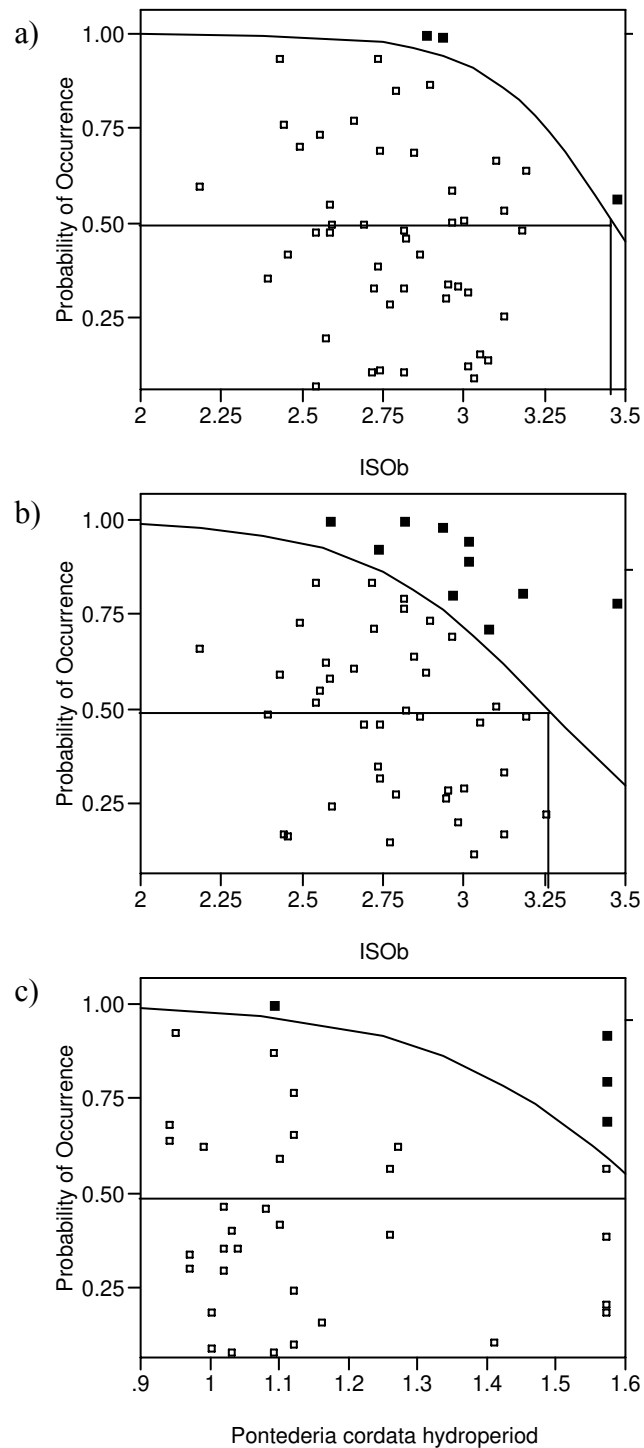 a)
Probability of Occurrence
1.00
0.75
0.50
0.25
2 2.25 2.5 2.75 3 3.25 3.5
ISOb
b)
Probability of Occurrence
1.00
0.75
0.50
0.25
2 2.25 2.5 2.75 3 3.25 3.5
ISOb
c)
Probability of Occurrence
1.00
0.75
0.50
0.25
.9 1 1.1 1.2 1.3 1.4 1.5 1.6
Pontederia cordata hydroperiod